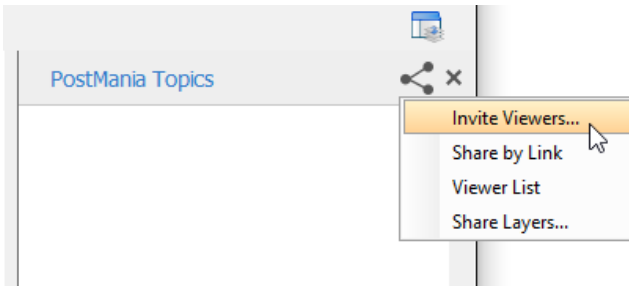 PostMania Topics
Invite Viewers...
Share by Link
Viewer List
Share Layers...